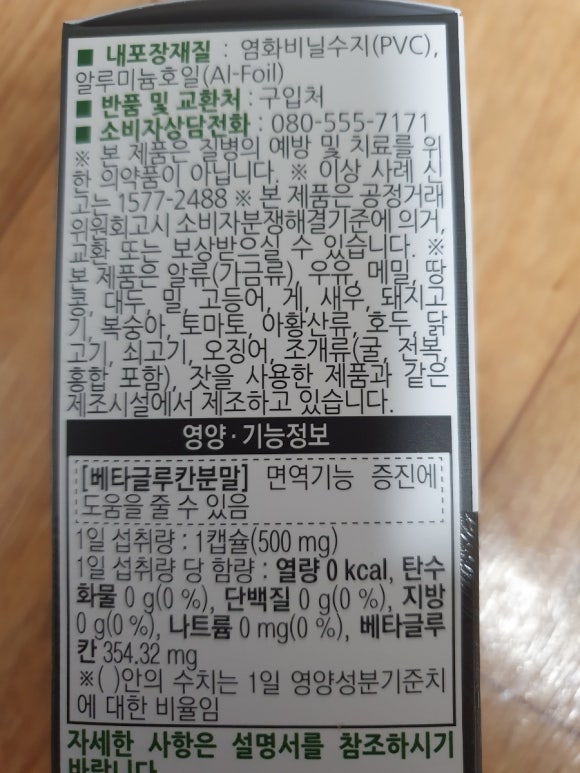 ■ 내포장재질 : 염화비닐수지(PVC),
알루미늄호일(Al-Foil)
■ 반품 및 교환처 : 구입처
■ 소비자상담전화 : 080-555-7171
※ 본 제품은 질병의 예방 및 치료를 위
한 의약품이 아닙니다. ※ 이상 사례 신
고는 1577-2488 ※ 본 제품은 공정거래
위원회고시 소비자분쟁해결기준에 의거,
교환 또는 보상받으실 수 있습니다. ※
본 제품은 알류(가금류), 우유, 메밀, 땅
콩, 대두, 밀, 고등어, 게, 새우, 돼지고
기, 복숭아, 토마토, 아황산류, 호두, 닭
고기, 쇠고기, 오징어, 조개류(굴, 전복,
홍합 포함), 잣을 사용한 제품과 같은
제조시설에서 제조하고 있습니다.
영양·기능정보
[베타글루칸분말] 면역기능 증진에
도움을 줄 수 있음
1일 섭취량 : 1캡슐(500 mg)
1일 섭취량 당 함량 : 열량 0 kcal, 탄수
화물 0 g(0 %), 단백질 0 g(0 %), 지방
0 g(0 %), 나트륨 0 mg(0 %), 베타글루
칸 354.32 mg
※( )안의 수치는 1일 영양성분기준치
에 대한 비율임
자세한 사항은 설명서를 참조하시기
바랍니다